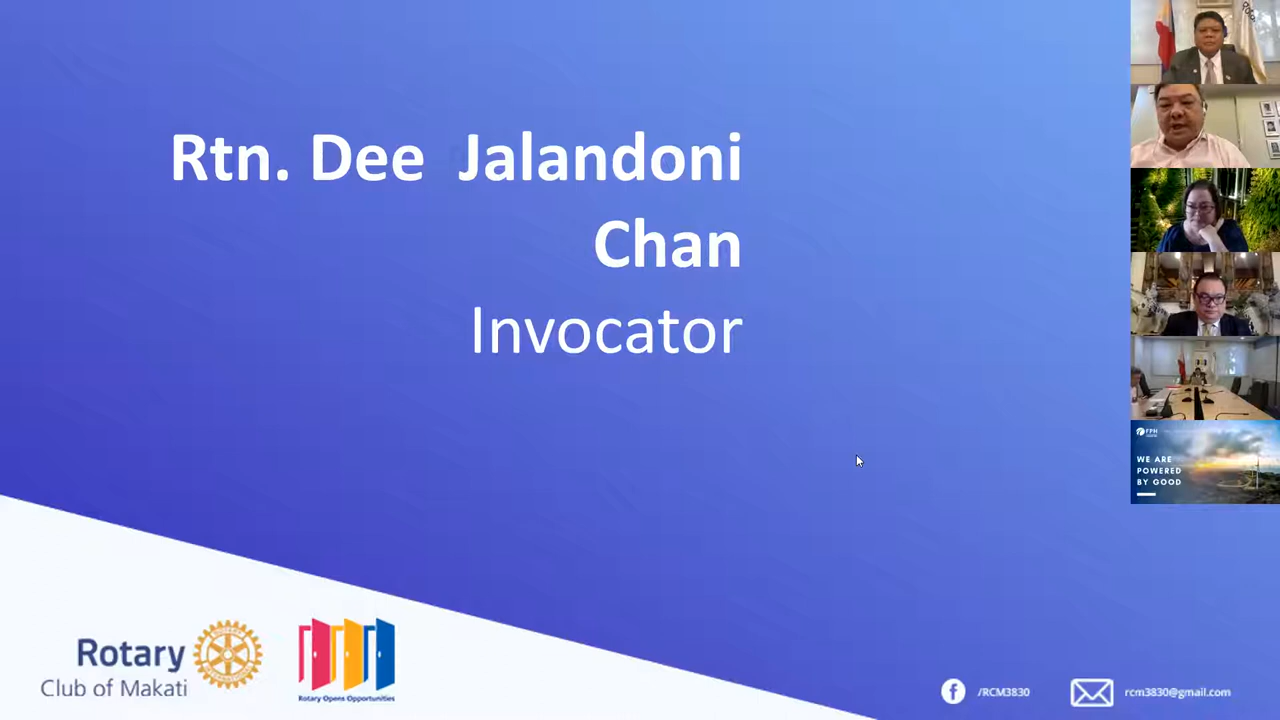 Rtn. Dee Jalandoni
Chan
Invocator
FPH
WE ARE
POWERED
BY GOOD
Rotary
Club of Makati
Rotary Opens Opportunities
/RCM3830
rcm3830@gmail.com